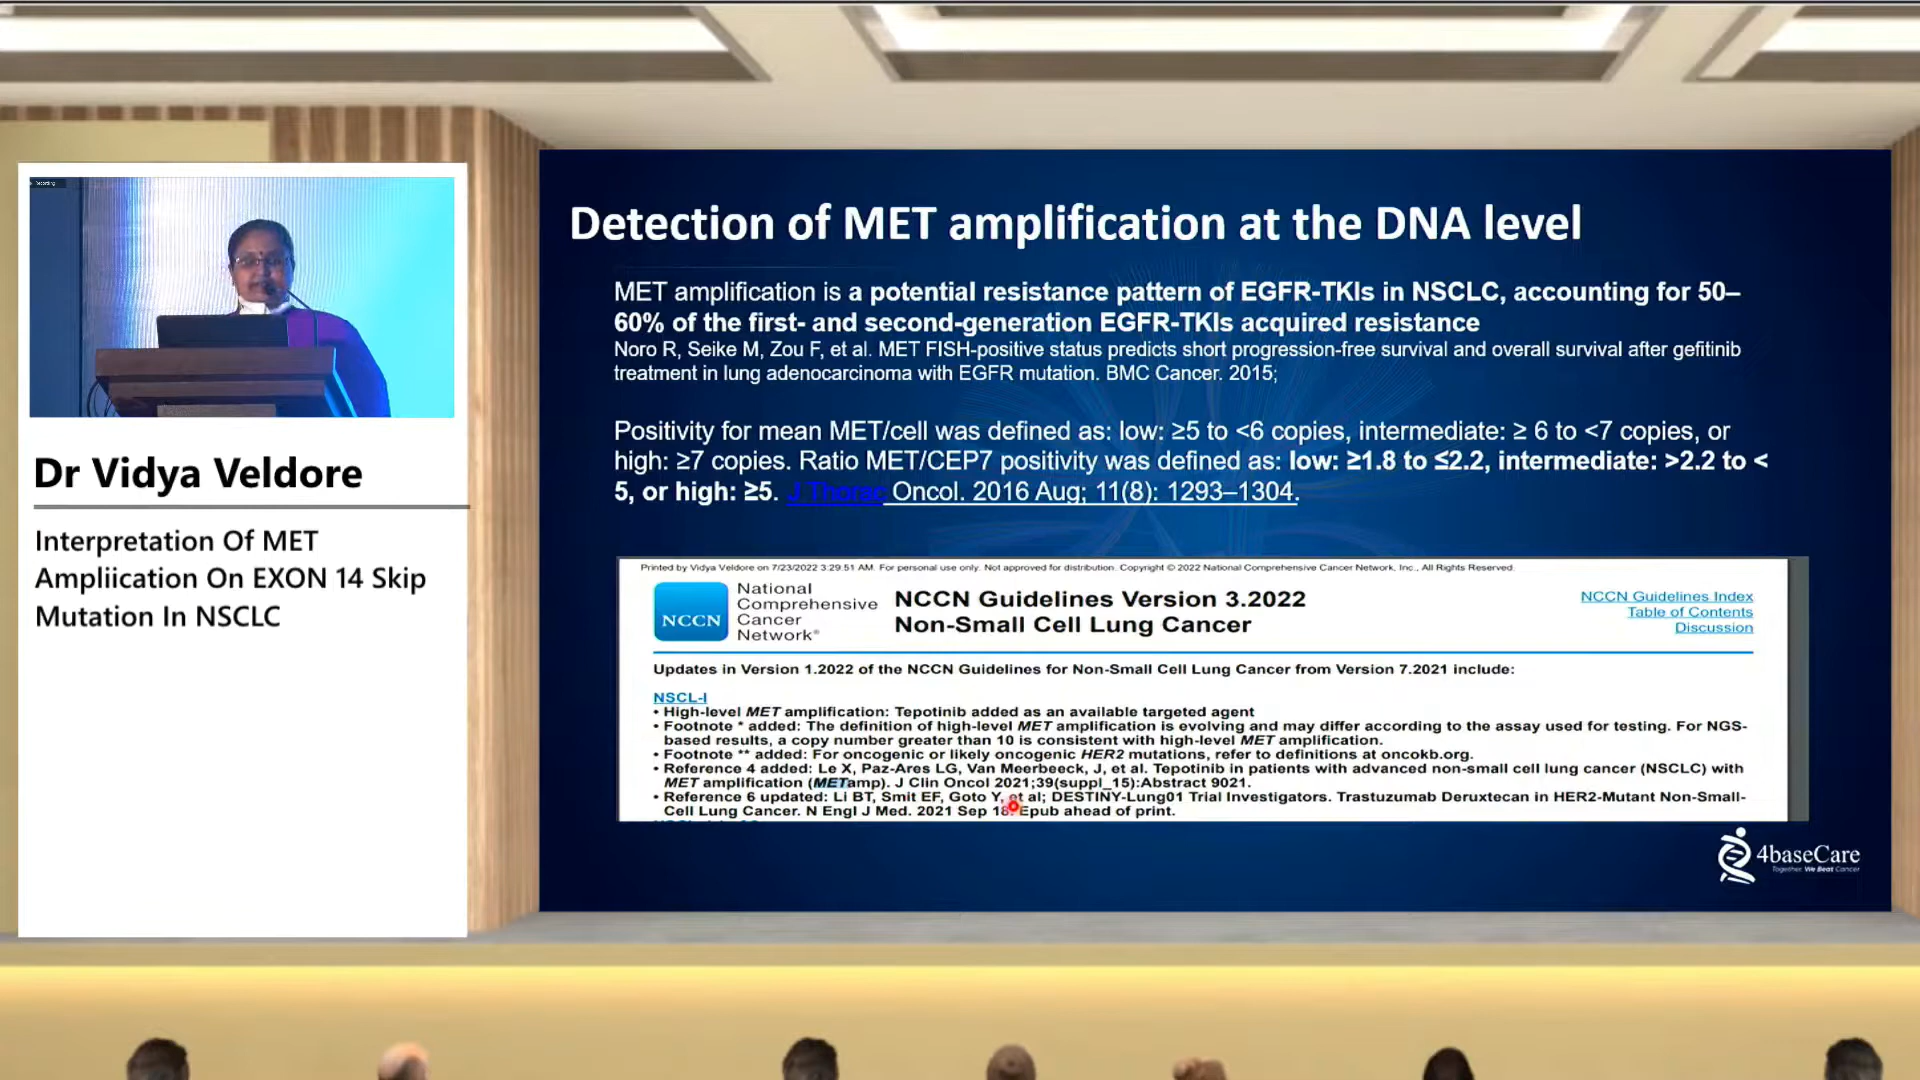 Recording
Dr Vidya Veldore
Interpretation Of MET
Ampliication On EXON 14 Skip
Mutation In NSCLC
Detection of MET amplification at the DNA level
MET amplification is a potential resistance pattern of EGFR-TKIs in NSCLC, accounting for 50–
60% of the first- and second-generation EGFR-TKIs acquired resistance
Noro R, Seike M, Zou F, et al. MET FISH-positive status predicts short progression-free survival and overall survival after gefitinib
treatment in lung adenocarcinoma with EGFR mutation. BMC Cancer. 2015;
Positivity for mean MET/cell was defined as: low: ≥5 to <6 copies, intermediate: ≥ 6 to <7 copies, or
high: ≥7 copies. Ratio MET/CEP7 positivity was defined as: low: ≥1.8 to ≤2.2, intermediate: >2.2 to <
5, or high: ≥5. J Thorac Oncol. 2016 Aug; 11(8): 1293–1304.
Printed by Vidya Veldore on 7/23/2022 3:29:51 AM. For personal use only. Not approved for distribution. Copyright © 2022 National Comprehensive Cancer Network, Inc., All Rights Reserved.
NCCN
National
Comprehensive
Cancer
Network®
NCCN Guidelines Version 3.2022
Non-Small Cell Lung Cancer
NCCN Guidelines Index
Table of Contents
Discussion
Updates in Version 1.2022 of the NCCN Guidelines for Non-Small Cell Lung Cancer from Version 7.2021 include:
NSCL-I
• High-level MET amplification: Tepotinib added as an available targeted agent
• Footnote * added: The definition of high-level MET amplification is evolving and may differ according to the assay used for testing. For NGS-
based results, a copy number greater than 10 is consistent with high-level MET amplification.
• Footnote ** added: For oncogenic or likely oncogenic HER2 mutations, refer to definitions at oncokb.org.
• Reference 4 added: Le X, Paz-Ares LG, Van Meerbeeck, J, et al. Tepotinib in patients with advanced non-small cell lung cancer (NSCLC) with
MET amplification (METamp). J Clin Oncol 2021;39(suppl_15):Abstract 9021.
• Reference 6 updated: Li BT, Smit EF, Goto Y, et al; DESTINY-Lung01 Trial Investigators. Trastuzumab Deruxtecan in HER2-Mutant Non-Small-
Cell Lung Cancer. N Engl J Med. 2021 Sep 18. Epub ahead of print.
4baseCare
Together, We Beat Cancer